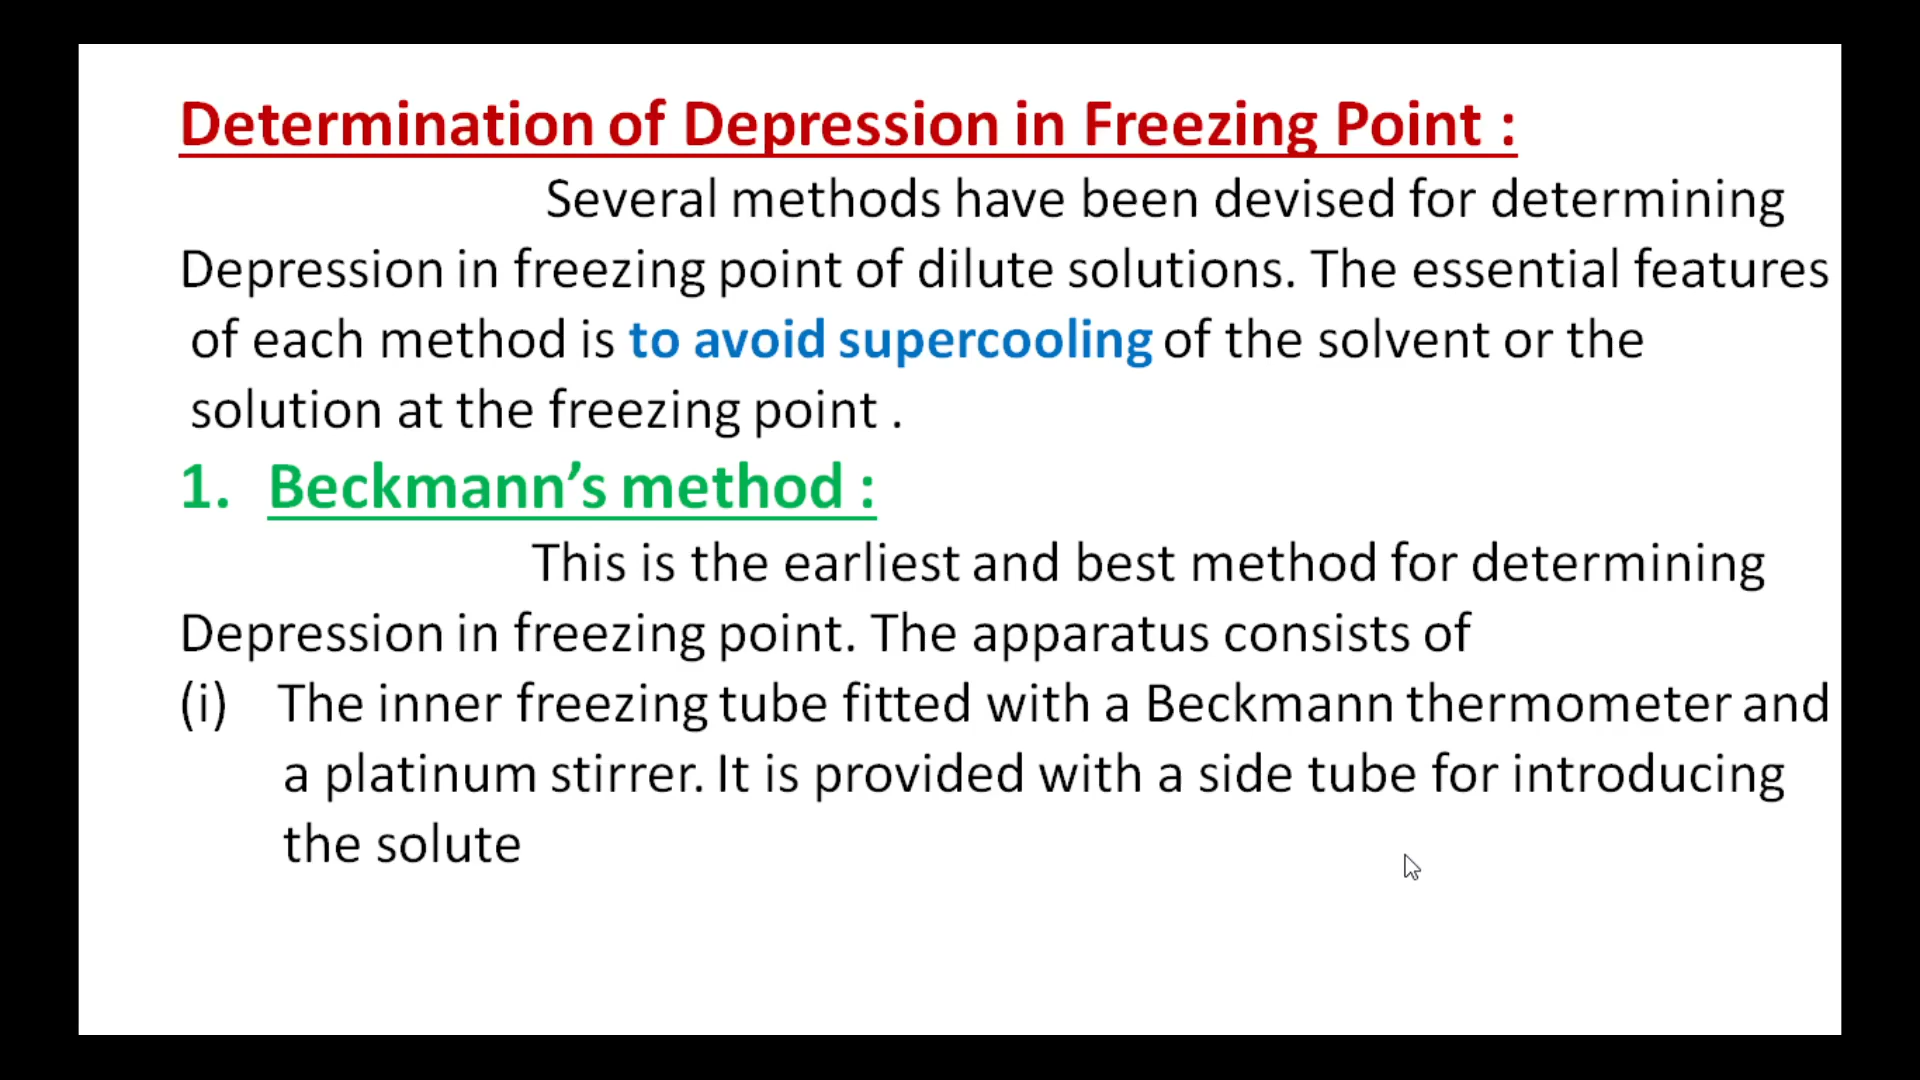 Determination of Depression in Freezing Point :
Several methods have been devised for determining
Depression in freezing point of dilute solutions. The essential features
of each method is to avoid supercooling of the solvent or the
solution at the freezing point .
1. Beckmann’s method :
This is the earliest and best method for determining
Depression in freezing point. The apparatus consists of
(i) The inner freezing tube fitted with a Beckmann thermometer and
a platinum stirrer. It is provided with a side tube for introducing
the solute